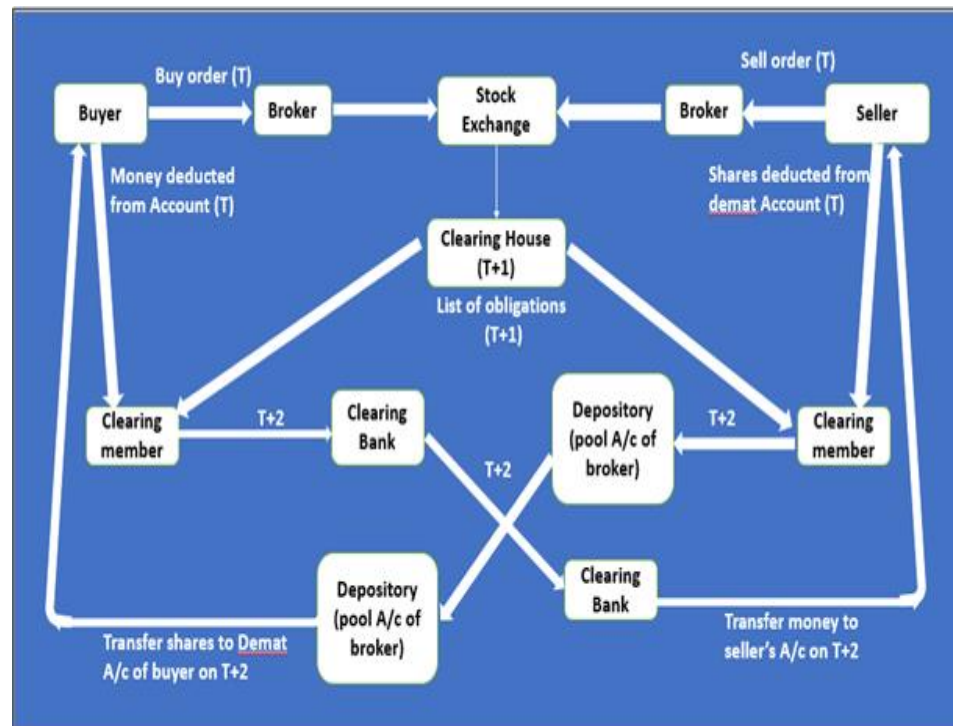 Buy order (T)
Sell order (T)
Buyer
Broker
Stock
Exchange
Broker
Seller
Money deducted
from Account (T)
Shares deducted from
demat Account (T)
Clearing House
(T+1)
List of obligations
(T+1)
Clearing
member
T+2
Clearing
Bank
T+2
Depository
(pool A/c of
broker)
T+2
Clearing
member
Depository
(pool A/c of
broker)
Clearing
Bank
Transfer shares to Demat
A/c of buyer on T+2
Transfer money to
seller's A/c on T+2